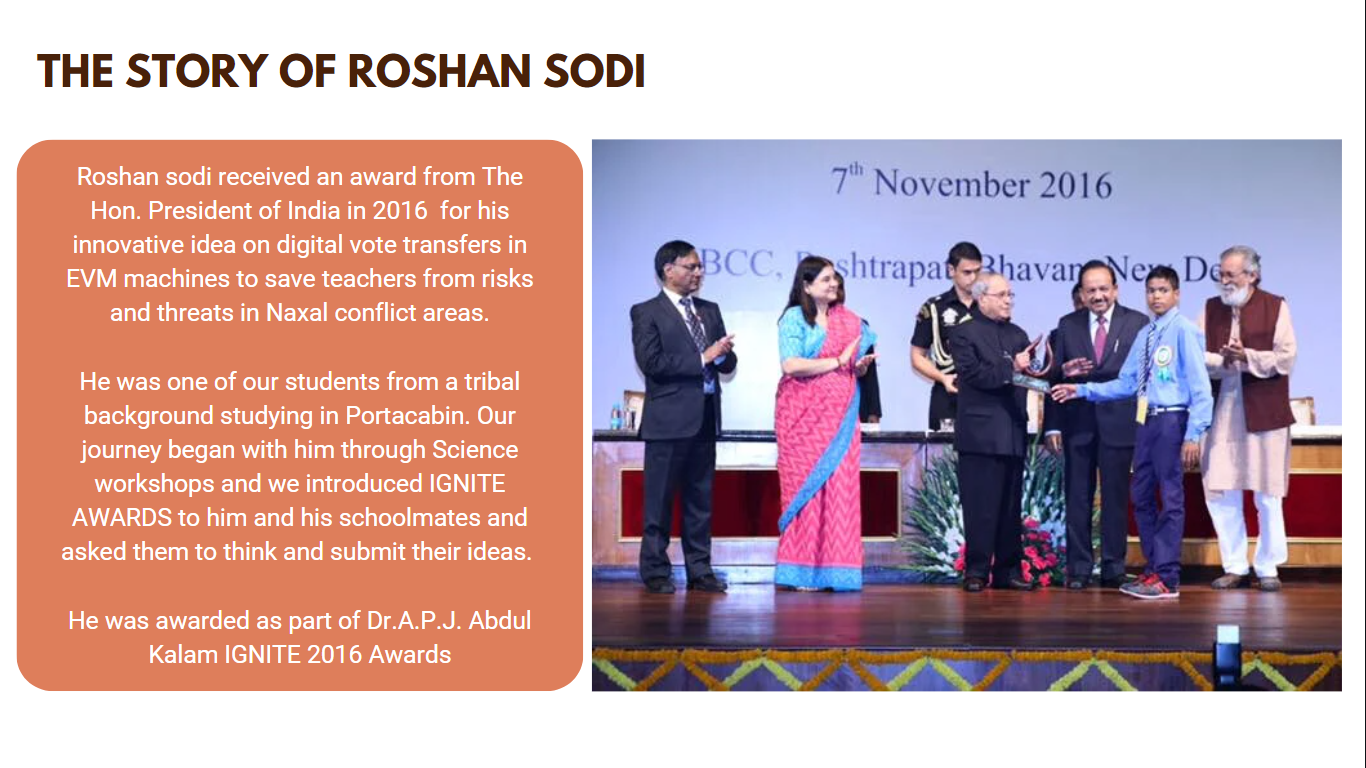 THE STORY OF ROSHAN SODI
Roshan sodi received an award from The
Hon. President of India in 2016 for his
innovative idea on digital vote transfers in
EVM machines to save teachers from risks
and threats in Naxal conflict areas.
He was one of our students from a tribal
background studying in Portacabin. Our
journey began with him through Science
workshops and we introduced IGNITE
AWARDS to him and his schoolmates and
asked them to think and submit their ideas.
He was awarded as part of Dr.A.P.J. Abdul
Kalam IGNITE 2016 Awards
7th November 2016
BCC, Bhavan New